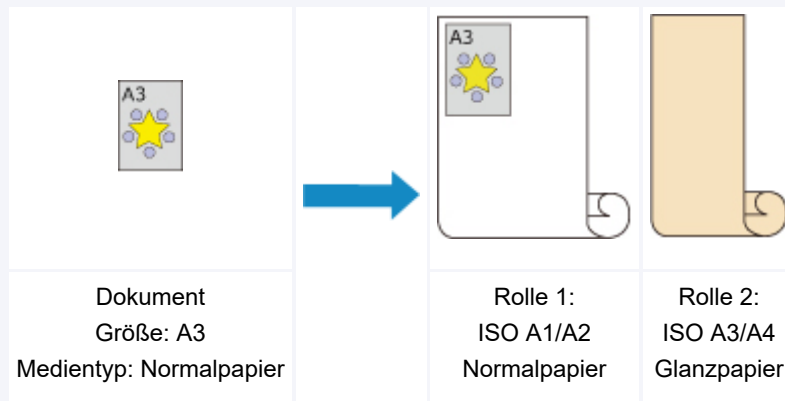 A3
A3
Dokument
Größe: A3
Medientyp: Normalpapier
Rolle 1:
ISO A1/A2
Normalpapier
Rolle 2:
ISO A3/A4
Glanzpapier